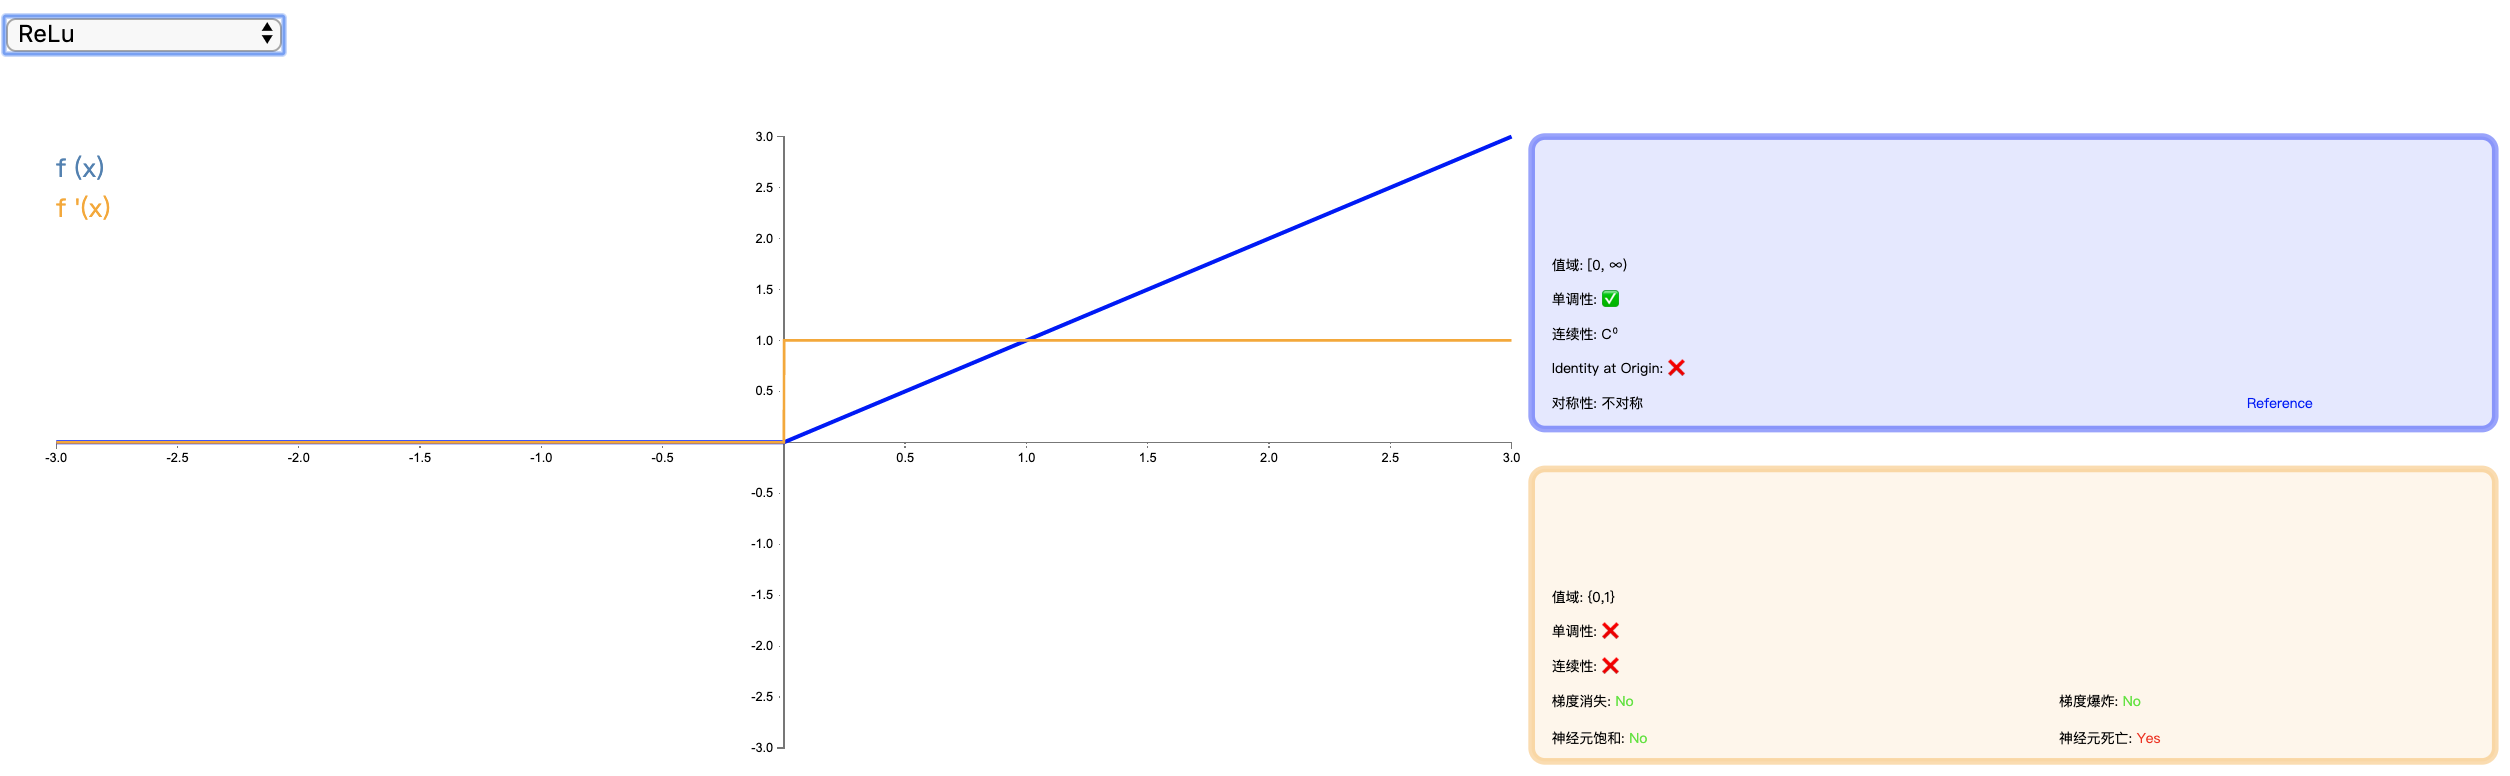 ReLu
f (x)
f '(x)
3.0
2.5
2.0
1.5
1.0
0.5
-3.0 -2.5 -2.0 -1.5 -1.0 -0.5 0.5 1.0 1.5 2.0 2.5 3.0
-0.5
-1.0
-1.5
-2.0
-2.5
-3.0
值域: [0, ∞)
单调性: ✅
连续性: C⁰
Identity at Origin: ❌
对称性: 不对称 Reference
值域: {0,1}
单调性: ❌
连续性: ❌
梯度消失: No 梯度爆炸: No
神经元饱和: No 神经元死亡: Yes